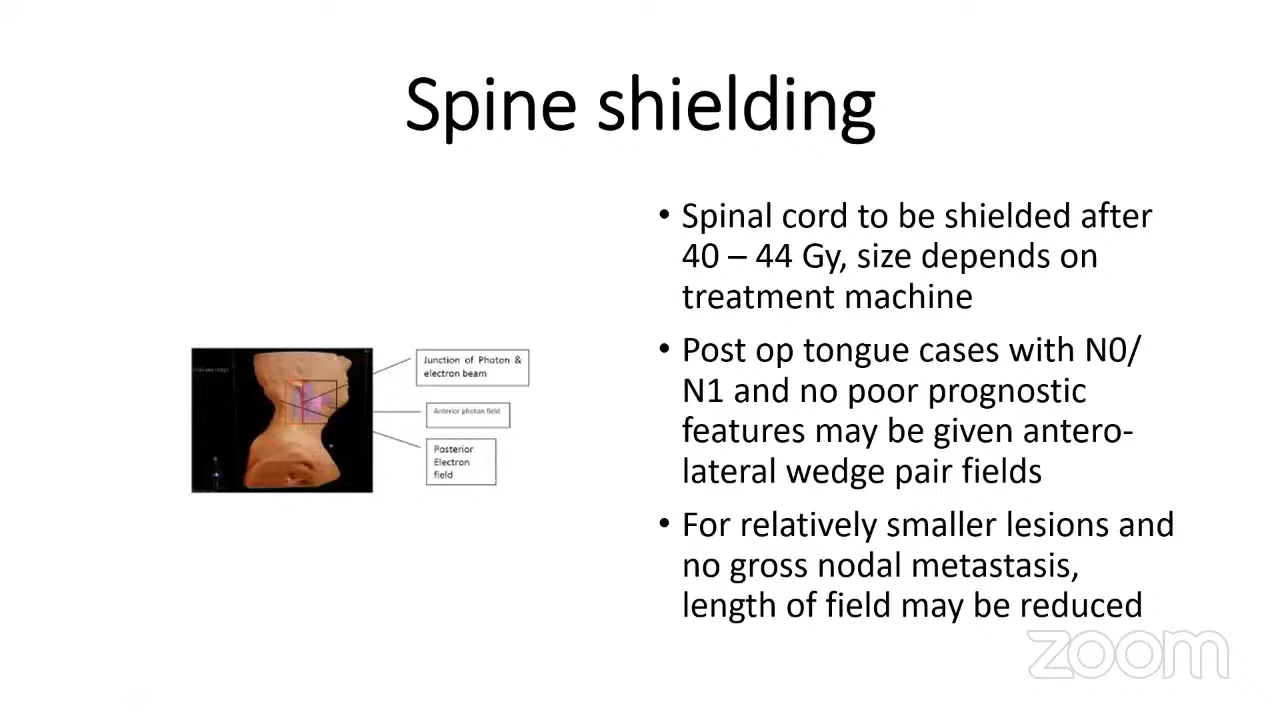 Spine shielding
Junction of Photon &
electron beam
Anterior photon field
Posterior
Electron
field
• Spinal cord to be shielded after
40 – 44 Gy, size depends on
treatment machine
• Post op tongue cases with N0/
N1 and no poor prognostic
features may be given antero-
lateral wedge pair fields
• For relatively smaller lesions and
no gross nodal metastasis,
length of field may be reduced
zoom